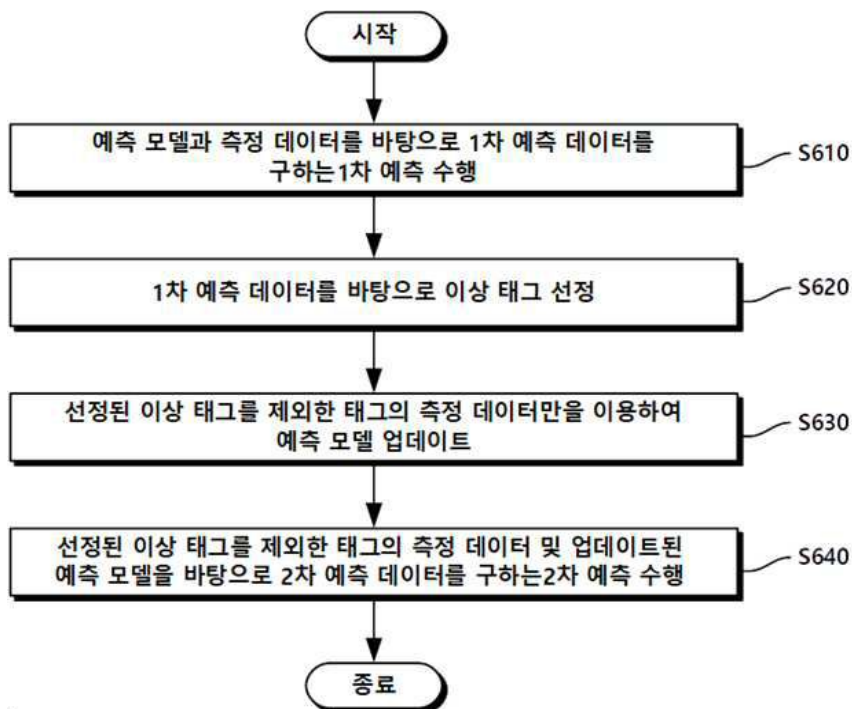 시작
예측 모델과 측정 데이터를 바탕으로 1차 예측 데이터를
구하는1차 예측 수행
S610
1차 예측 데이터를 바탕으로 이상 태그 선정
S620
선정된 이상 태그를 제외한 태그의 측정 데이터만을 이용하여
예측 모델 업데이트
S630
선정된 이상 태그를 제외한 태그의 측정 데이터 및 업데이트된
예측 모델을 바탕으로 2차 예측 데이터를 구하는2차 예측 수행
S640
종료